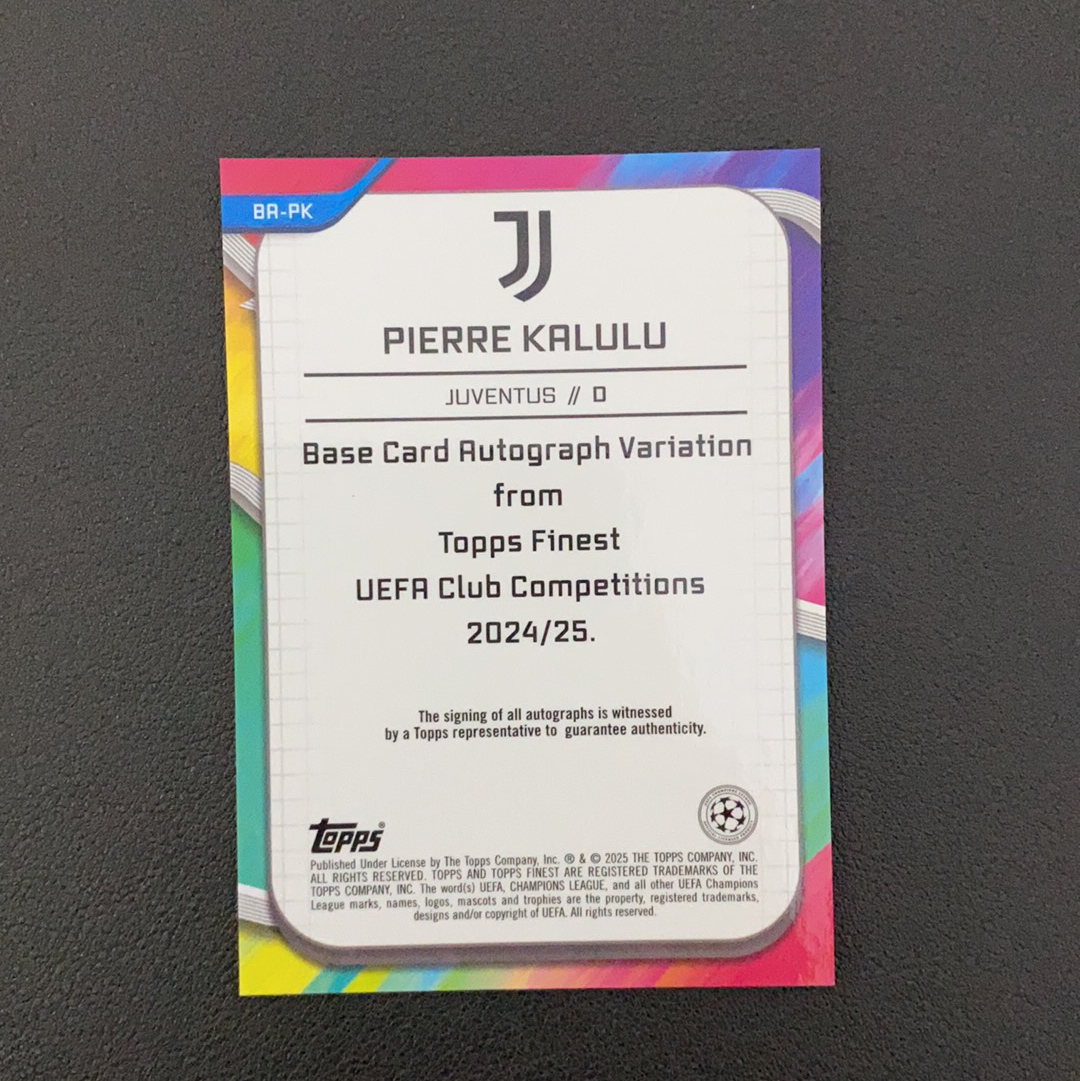 BA-PK
PIERRE KALULU
JUVENTUS // D
Base Card Autograph Variation
from
Topps Finest
UEFA Club Competitions
2024/25.
The signing of all autographs is witnessed
by a Topps representative to guarantee authenticity.
topps®
Published Under License by The Topps Company, Inc. ® & © 2025 THE TOPPS COMPANY, INC.
ALL RIGHTS RESERVED. TOPPS AND TOPPS FINEST ARE REGISTERED TRADEMARKS OF THE
TOPPS COMPANY, INC. The word(s) UEFA, CHAMPIONS LEAGUE, and all other UEFA Champions
League marks, names, logos, mascots and trophies are the property, registered trademarks,
designs and/or copyright of UEFA. All rights reserved.